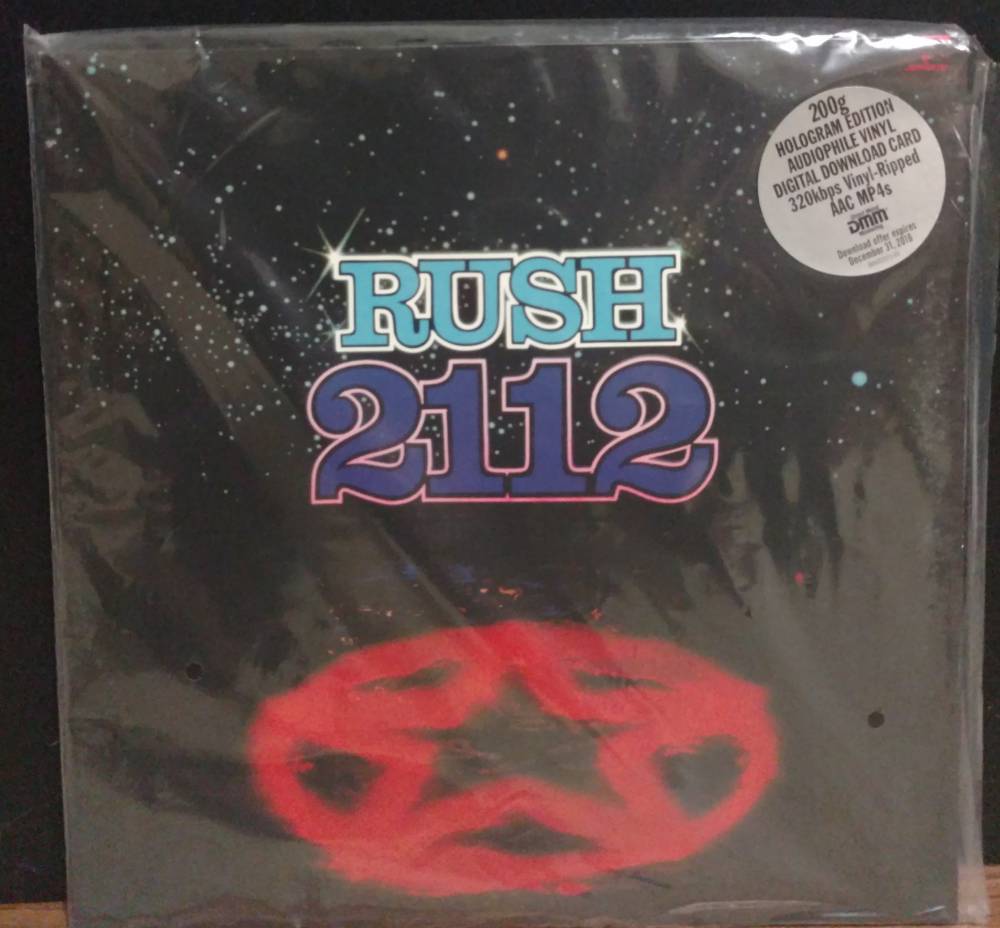 200g
HOLOGRAM EDITION
AUDIOPHILE VINYL
DIGITAL DOWNLOAD CARD
320kbps Vinyl-Ripped
AAC MP4s
DMM
Download offer expires
December 31, 2016
RUSH
2112